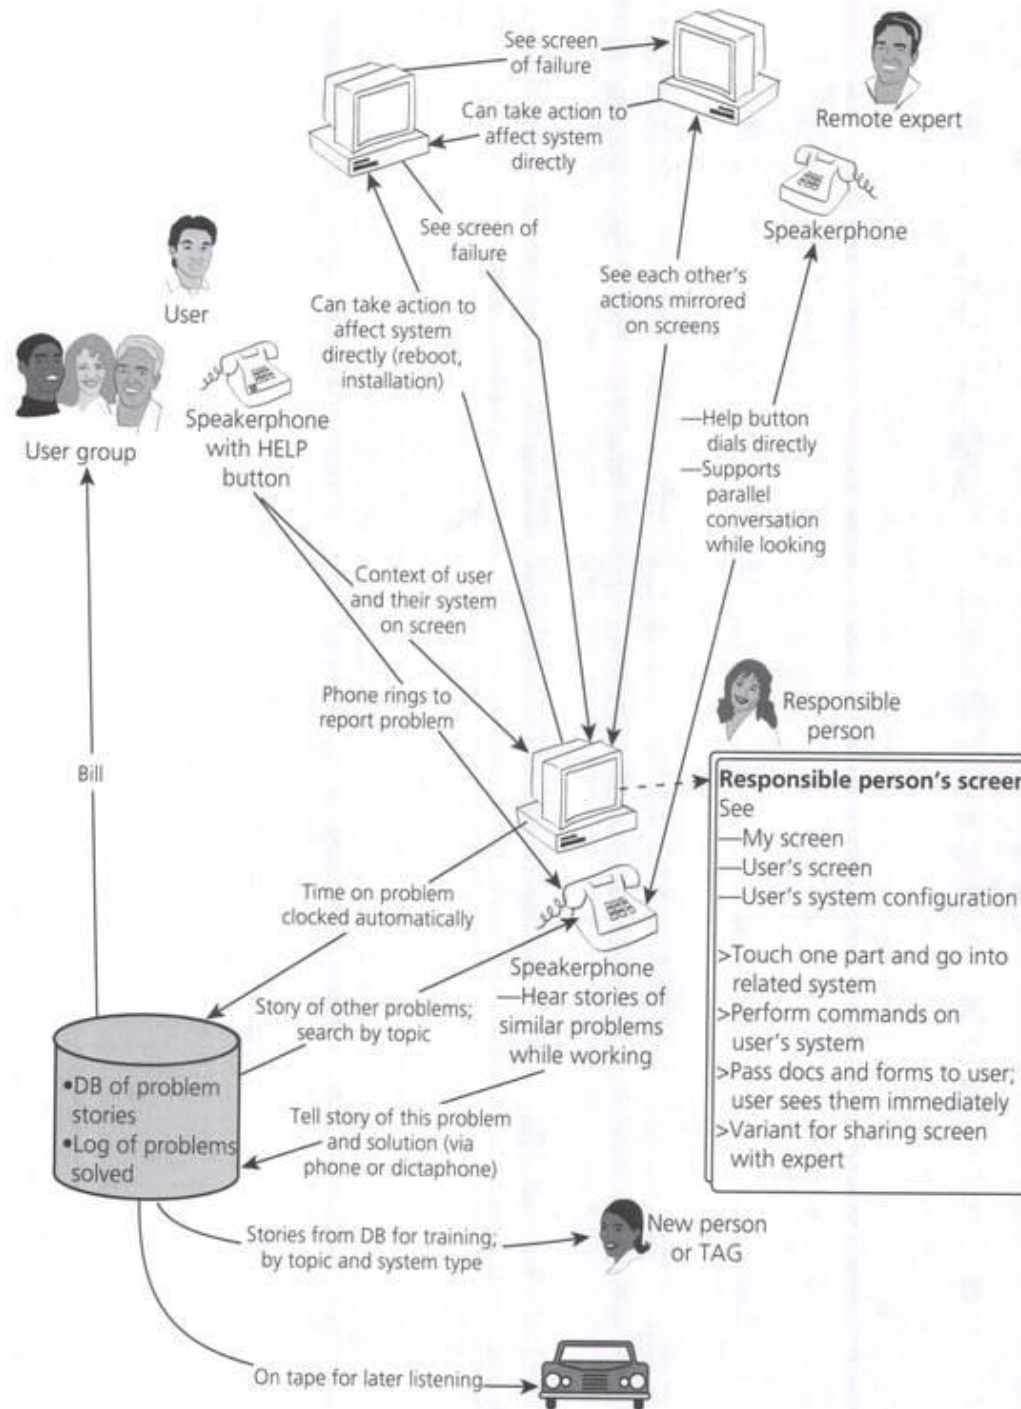 See screen
of failure
Can take action to
affect system
directly
Remote expert
Speakerphone
See screen of
failure
User
Can take action to
affect system
directly (reboot,
installation)
See each other's
actions mirrored
on screens
User group
Speakerphone
with HELP
button
—Help button
dials directly
—Supports
parallel
conversation
while looking
Context of user
and their system
on screen
Phone rings to
report problem
Responsible
person
Bill
Responsible person's screen
See
—My screen
—User's screen
—User's system configuration
>Touch one part and go into
related system
>Perform commands on
user's system
>Pass docs and forms to user;
user sees them immediately
>Variant for sharing screen
with expert
Time on problem
clocked automatically
Speakerphone
—Hear stories of
similar problems
while working
Story of other problems;
search by topic
•DB of problem
stories
•Log of problems
solved
Tell story of this problem
and solution (via
phone or dictaphone)
Stories from DB for training;
by topic and system type
New person
or TAG
On tape for later listening